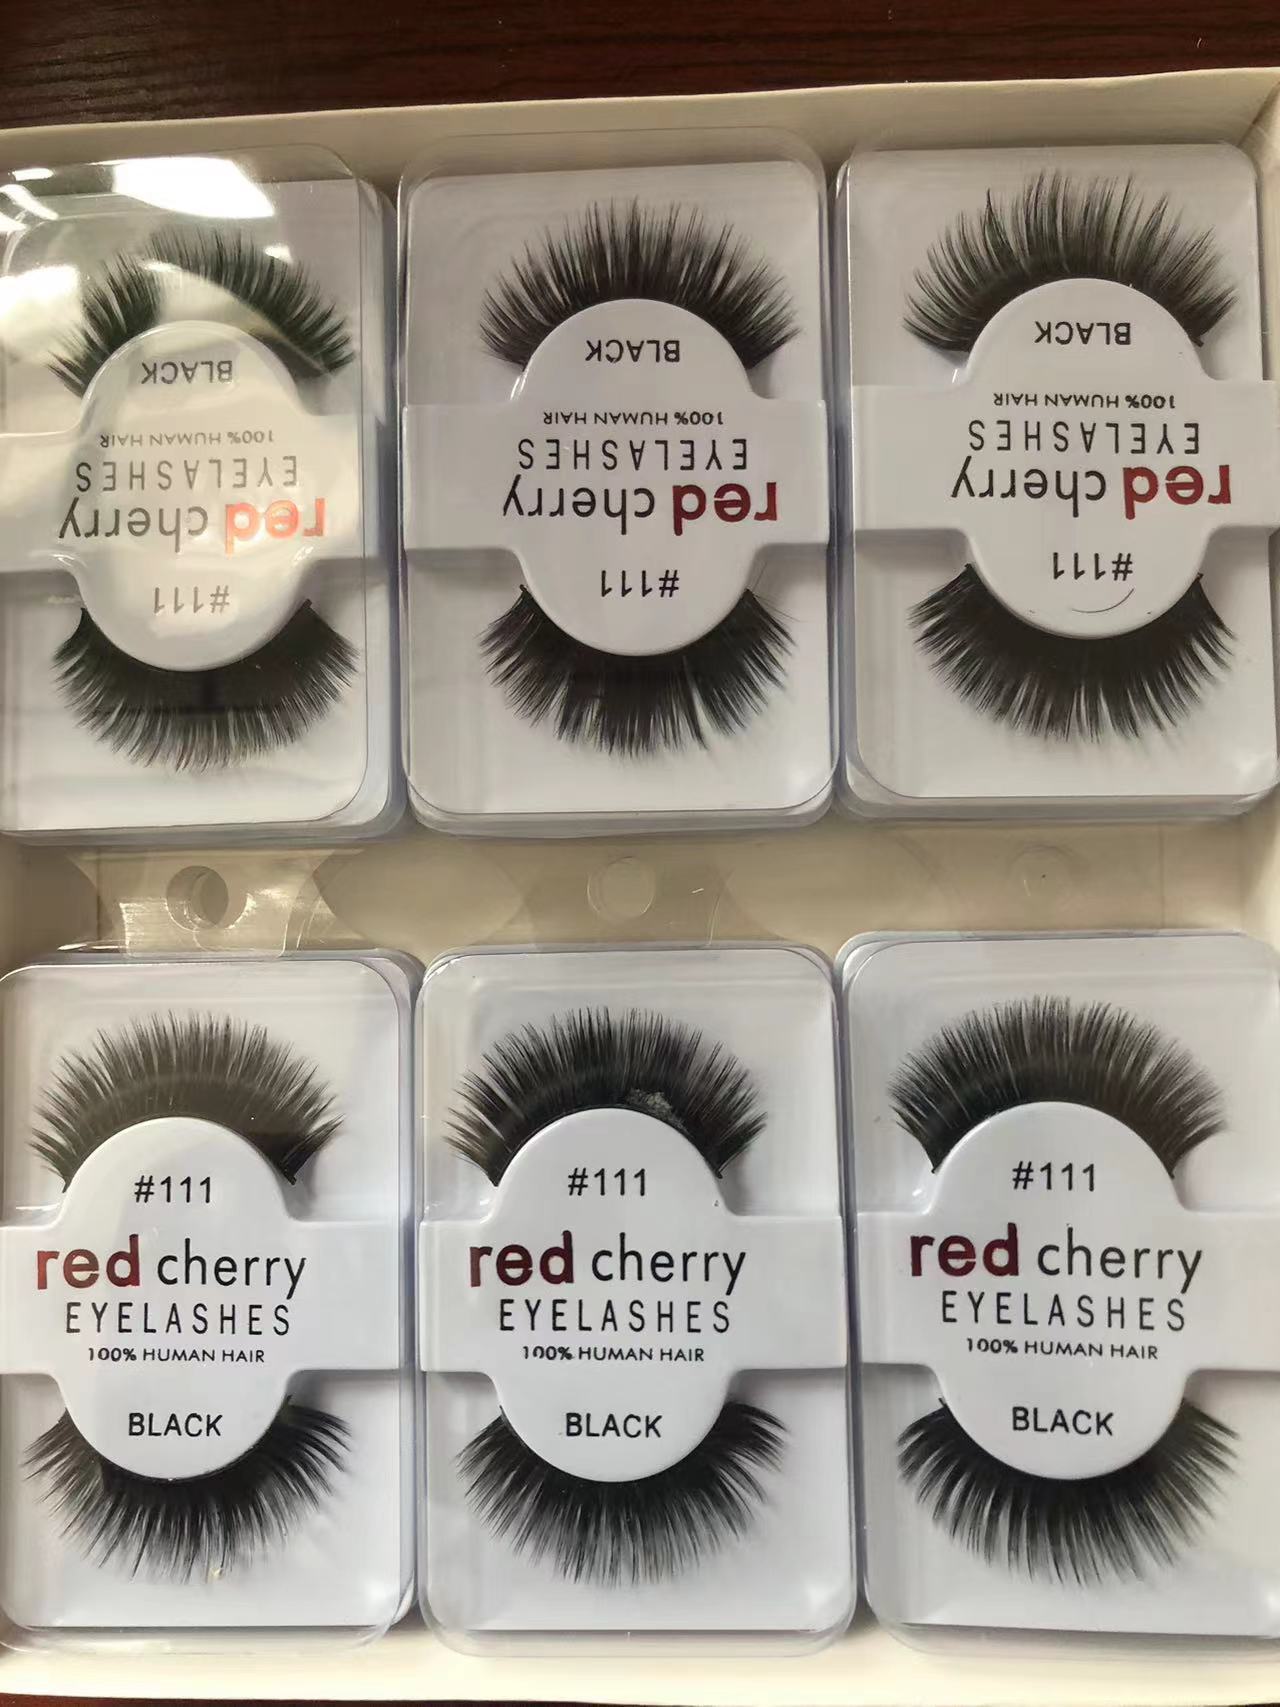 BLACK
100% HUMAN HAIR
EYELASHES
red cherry
#111
BLACK
100% HUMAN HAIR
EYELASHES
red cherry
#111
BLACK
100% HUMAN HAIR
EYELASHES
red cherry
#111
#111
red cherry
EYELASHES
100% HUMAN HAIR
BLACK
#111
red cherry
EYELASHES
100% HUMAN HAIR
BLACK
#111
red cherry
EYELASHES
100% HUMAN HAIR
BLACK